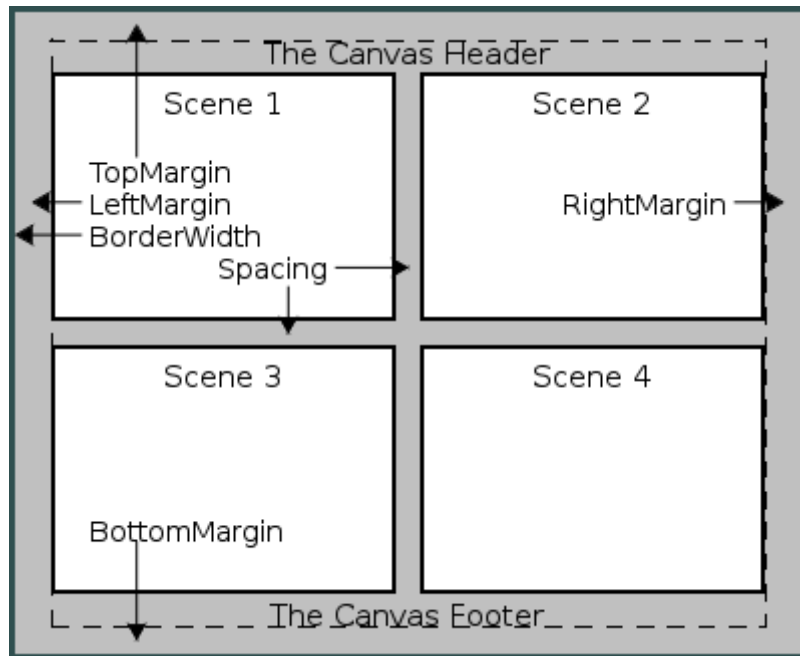 The Canvas Header
Scene 1
Scene 2
TopMargin
LeftMargin
RightMargin
BorderWidth
Spacing
Scene 3
Scene 4
BottomMargin
The Canvas Footer